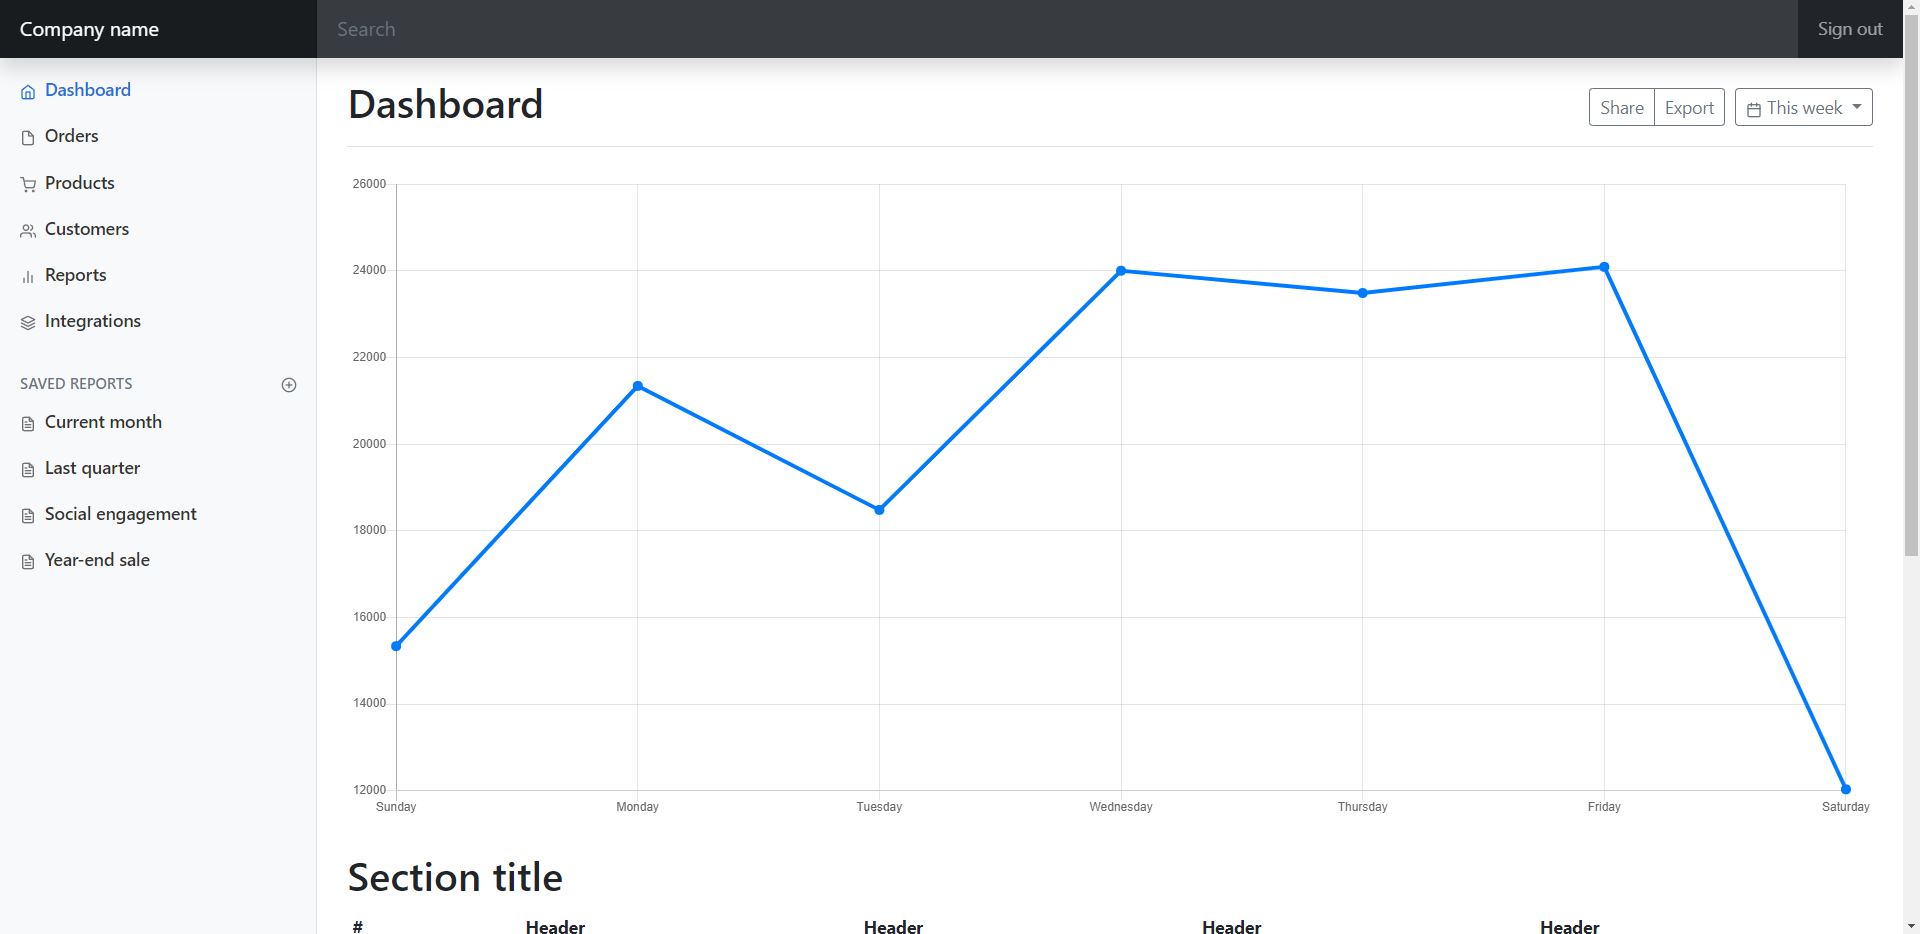 Company name
Search
Sign out
Dashboard
Orders
Products
Customers
Reports
Integrations
SAVED REPORTS
Current month
Last quarter
Social engagement
Year-end sale
Dashboard
Share Export This week
26000
24000
22000
20000
18000
16000
14000
12000
Sunday Monday Tuesday Wednesday Thursday Friday Saturday
Section title
# Header Header Header Header